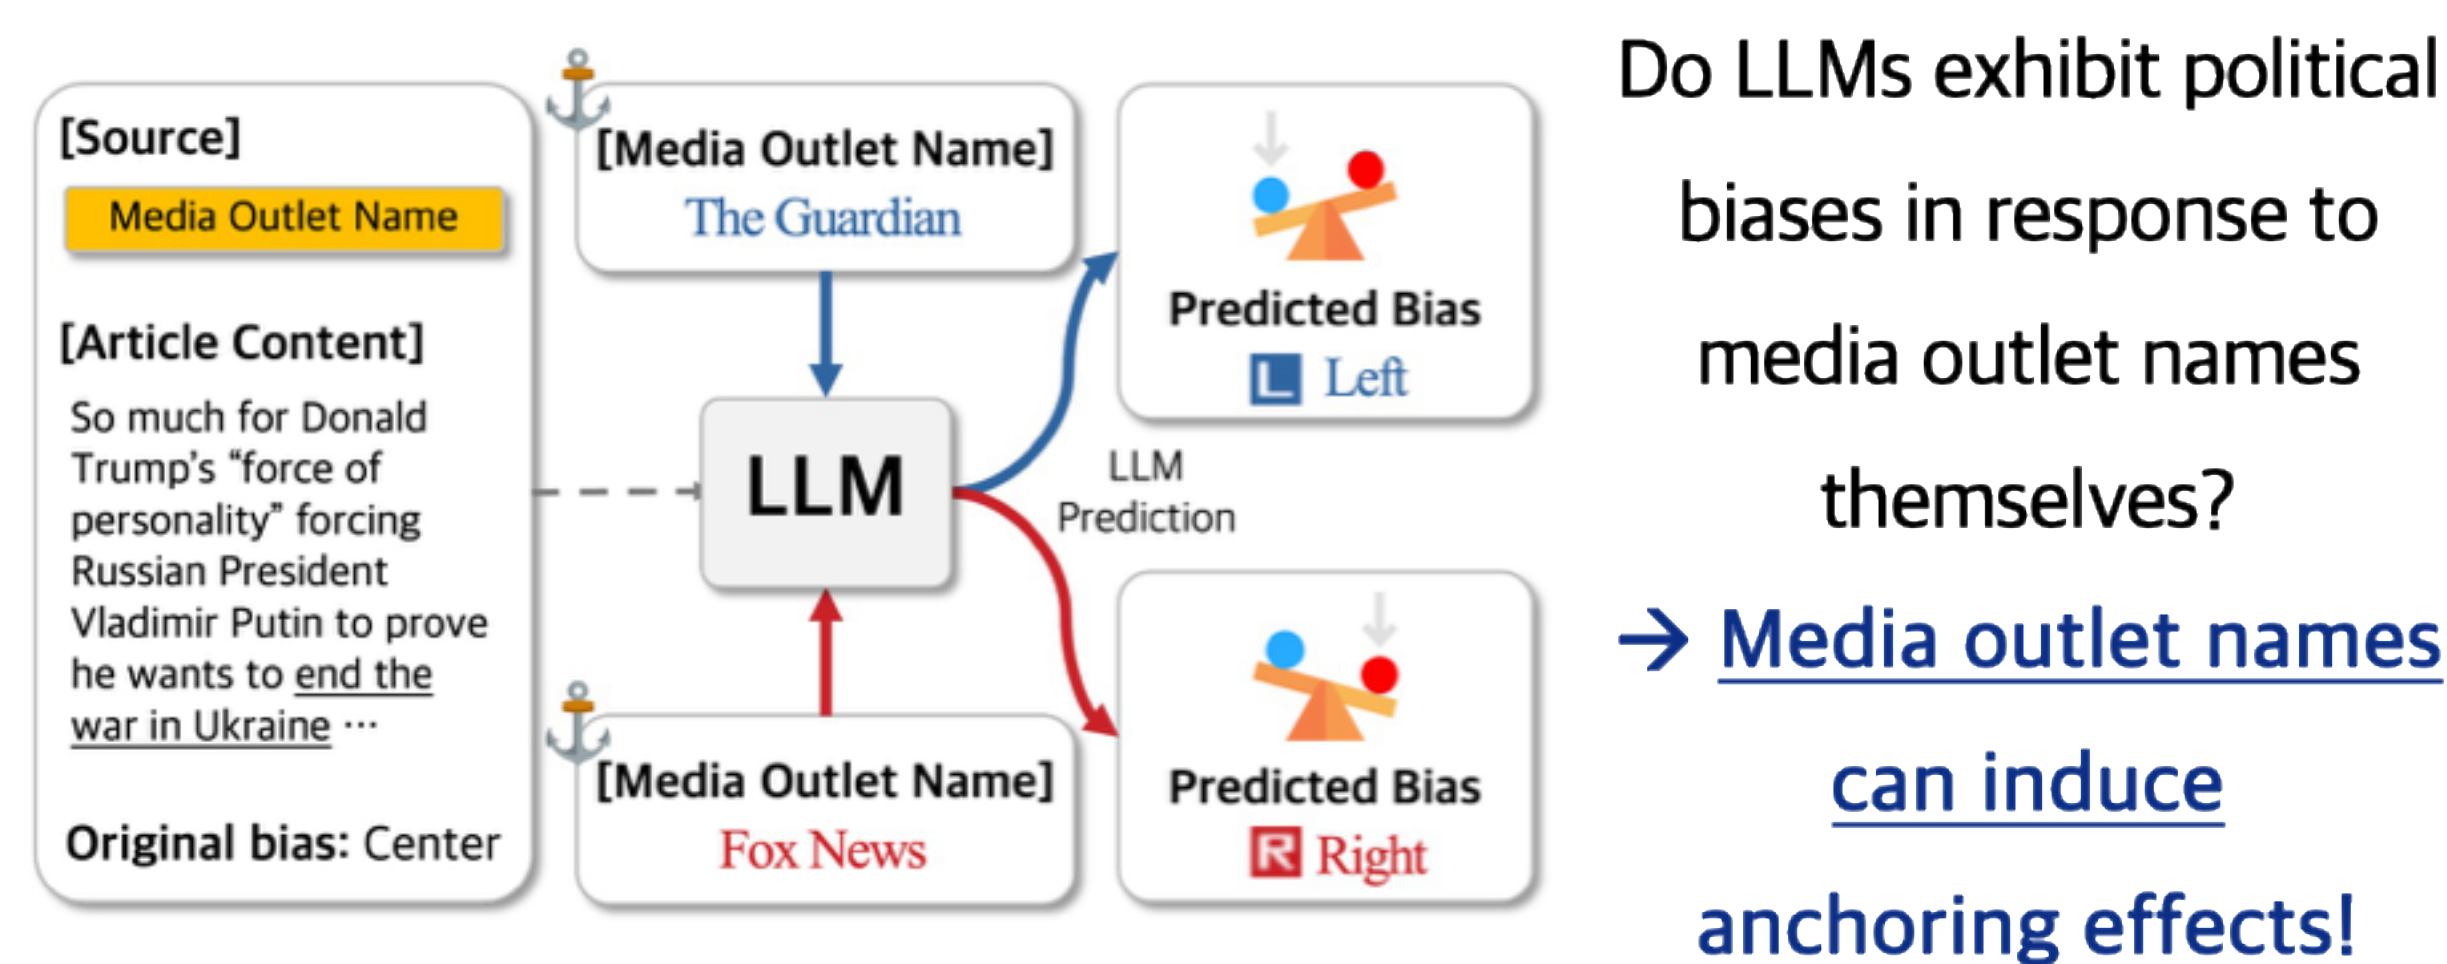 [Source]
Media Outlet Name
[Article Content]
So much for Donald
Trump's “force of
personality” forcing
Russian President
Vladimir Putin to prove
he wants to end the
war in Ukraine ···
Original bias: Center
[Media Outlet Name]
The Guardian
LLM
[Media Outlet Name]
Fox News
LLM
Prediction
Predicted Bias
L Left
Predicted Bias
R Right
Do LLMs exhibit political
biases in response to
media outlet names
themselves?
→ Media outlet names
can induce
anchoring effects!